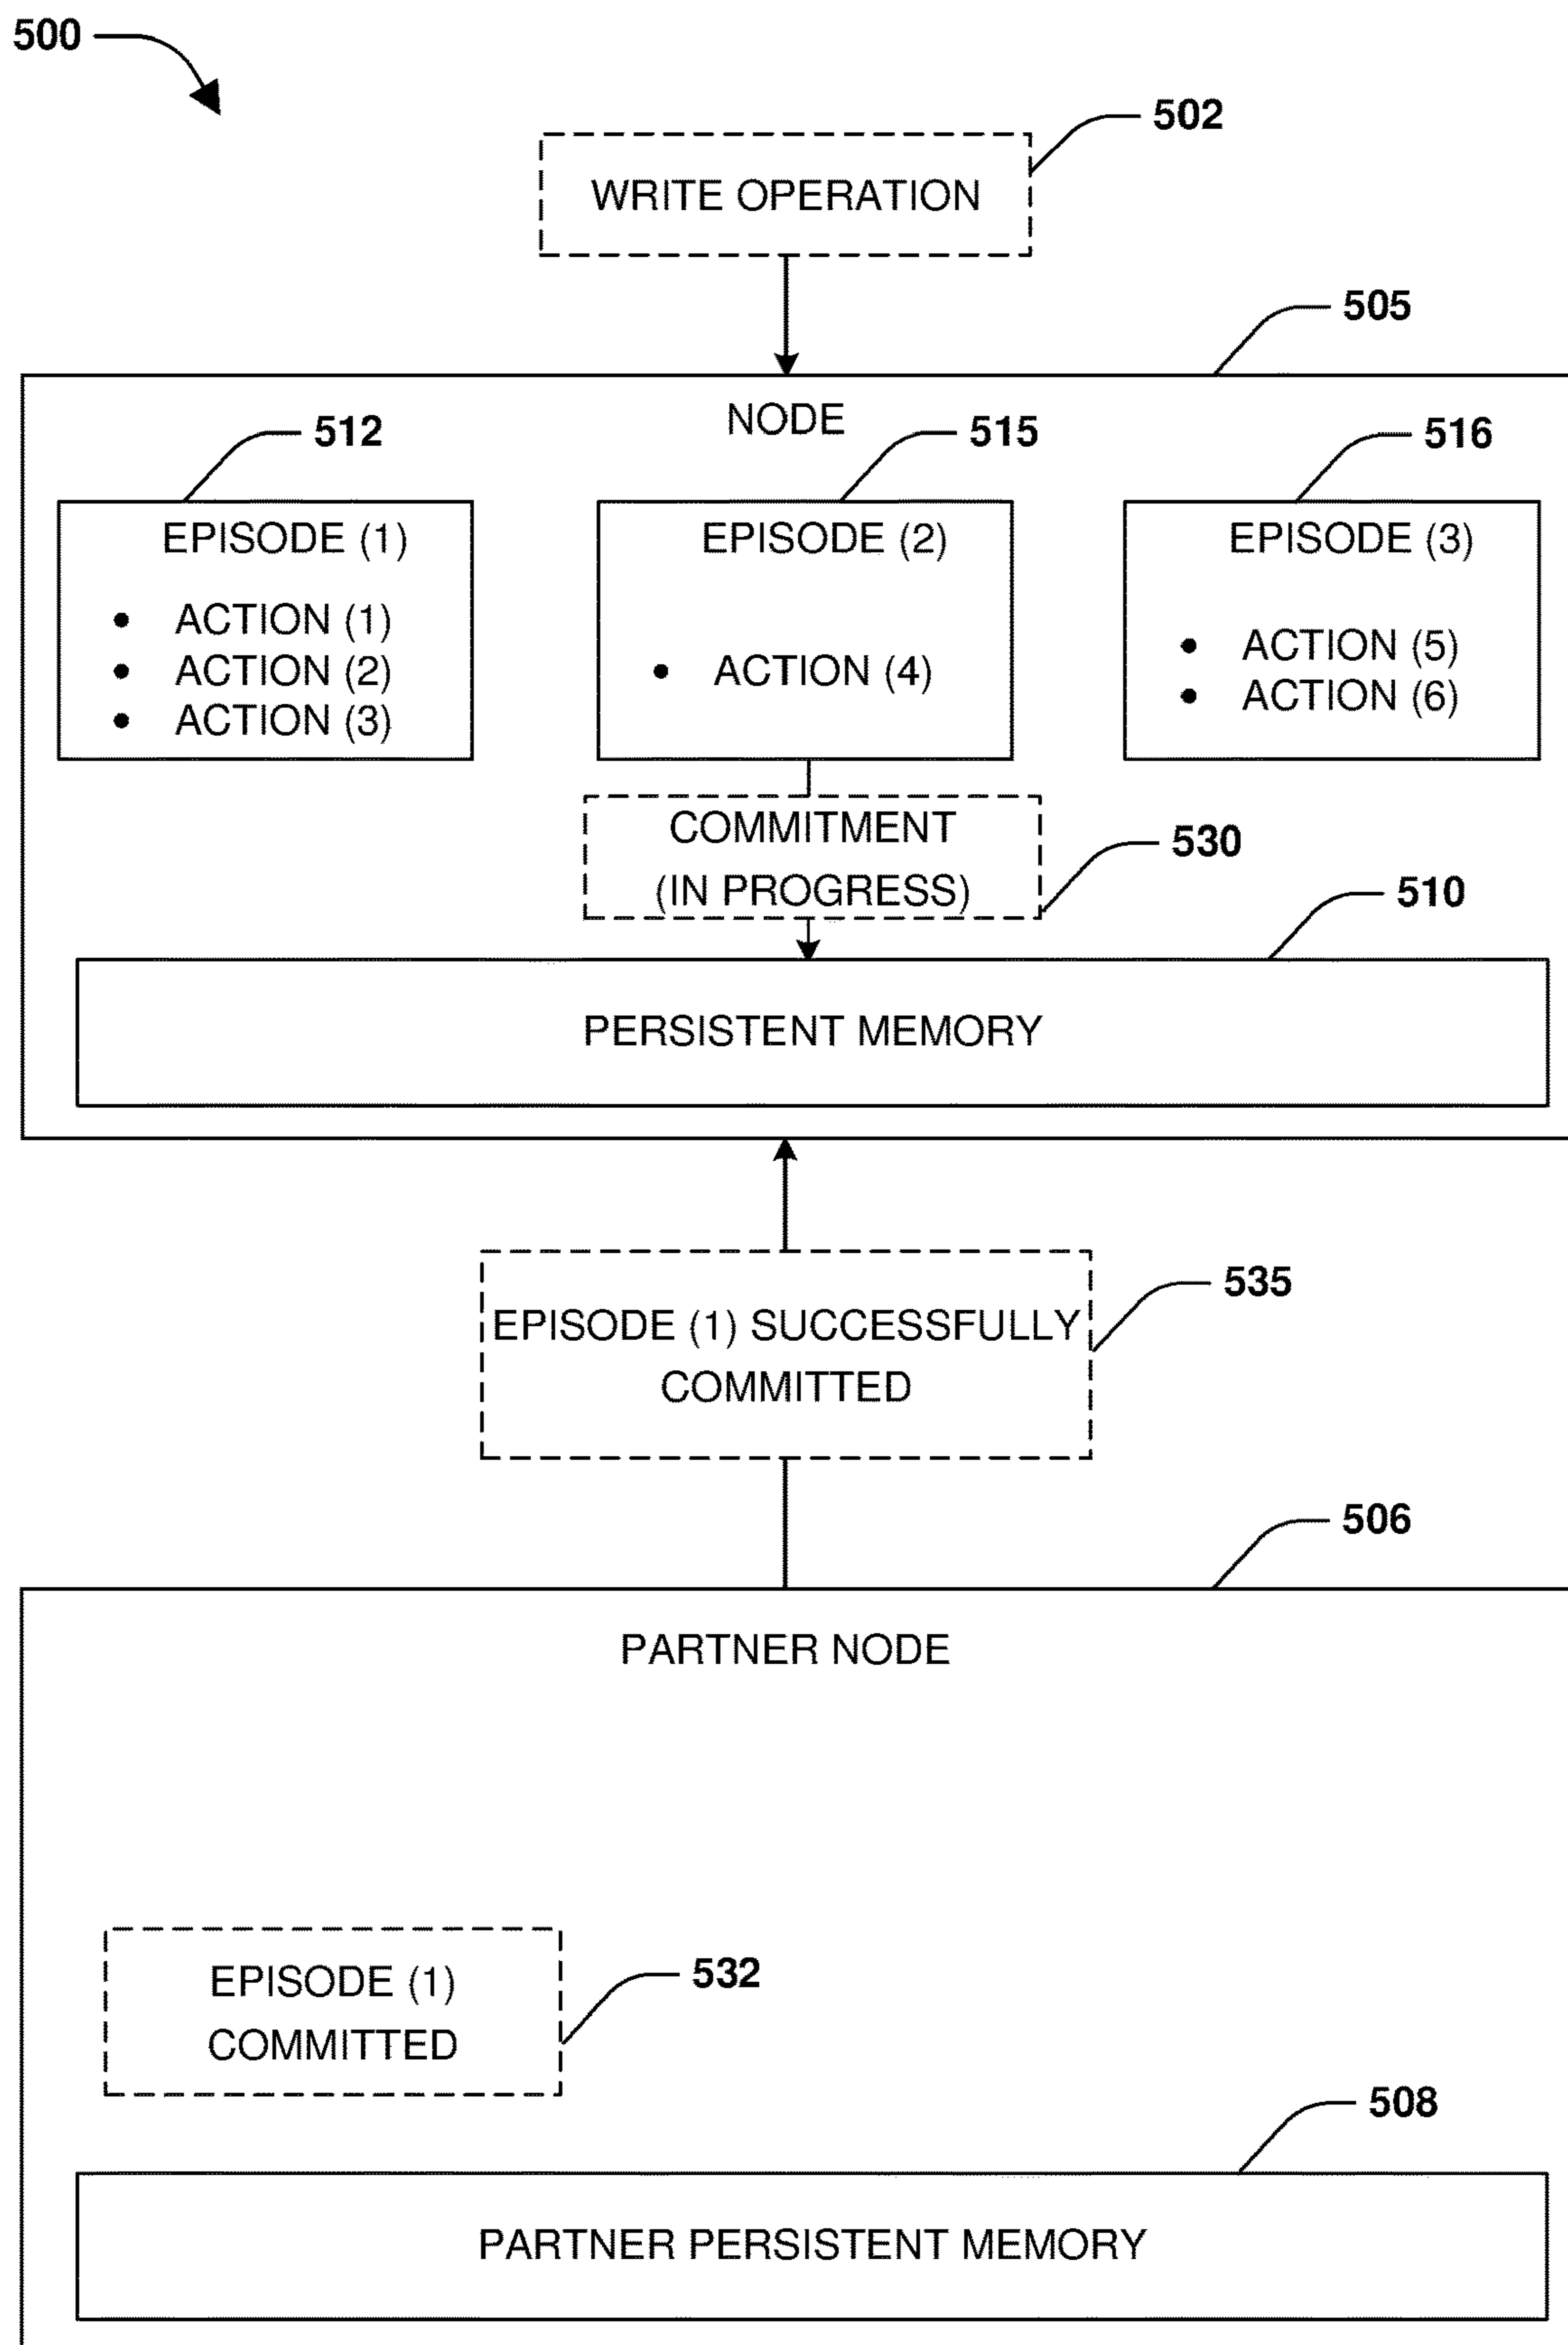 500
502
WRITE OPERATION
505
NODE
512
515
516
EPISODE (1)
• ACTION (1)
• ACTION (2)
• ACTION (3)
EPISODE (2)
• ACTION (4)
EPISODE (3)
• ACTION (5)
• ACTION (6)
COMMITMENT
(IN PROGRESS)
530
510
PERSISTENT MEMORY
535
EPISODE (1) SUCCESSFULLY
COMMITTED
506
PARTNER NODE
EPISODE (1)
COMMITTED
532
508
PARTNER PERSISTENT MEMORY